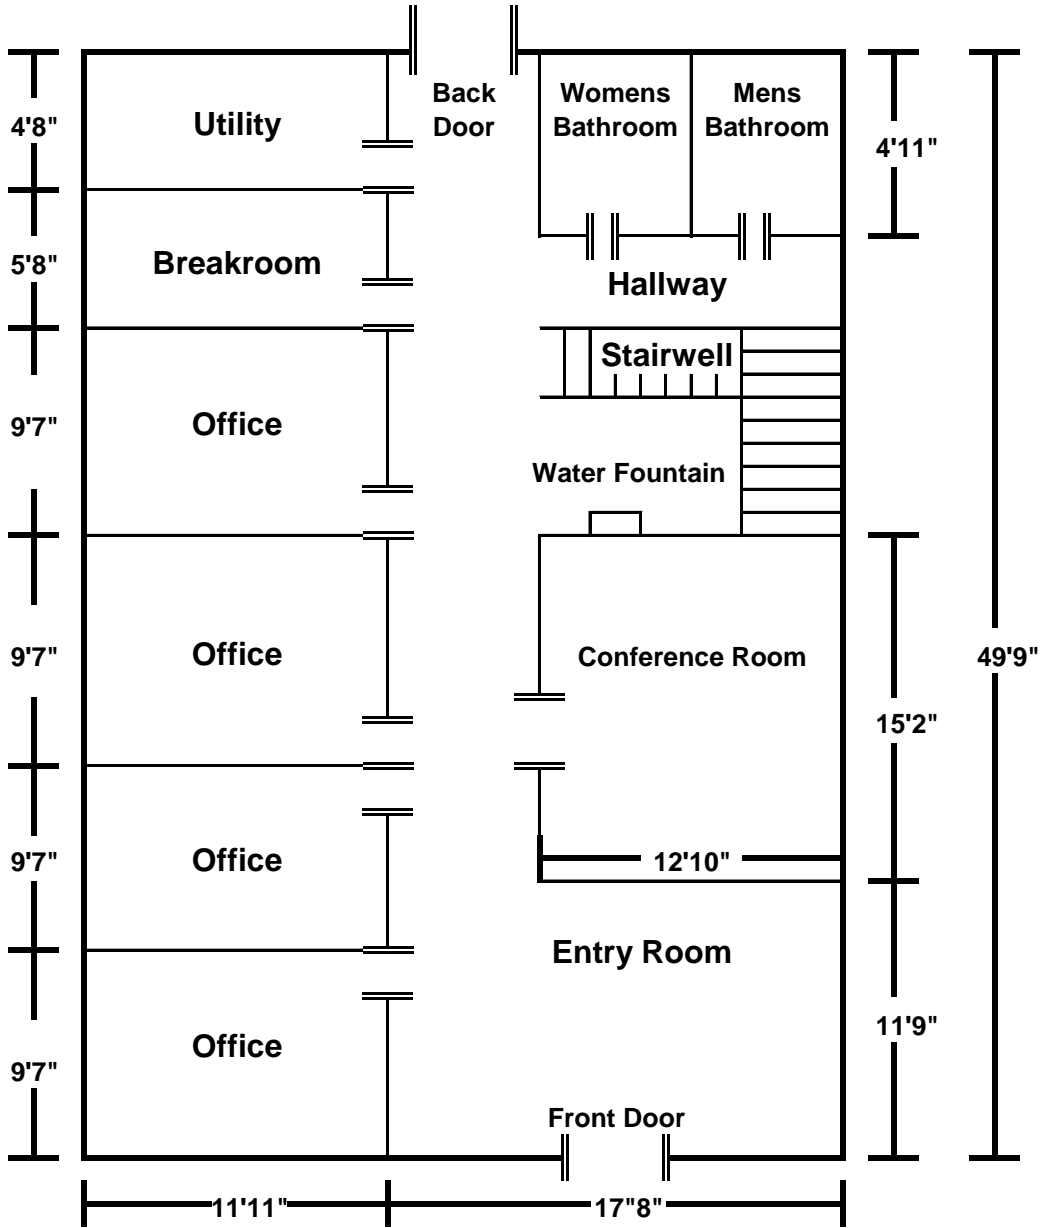 Back
Door
Womens
Bathroom
Mens
Bathroom
4'8"
Utility
4'11"
5'8"
Breakroom
Hallway
Stairwell
9'7"
Office
Water Fountain
9'7"
Office
Conference Room
49'9"
15'2"
9'7"
Office
12'10"
Entry Room
11'9"
Office
9'7"
Front Door
11'11"
17"8"